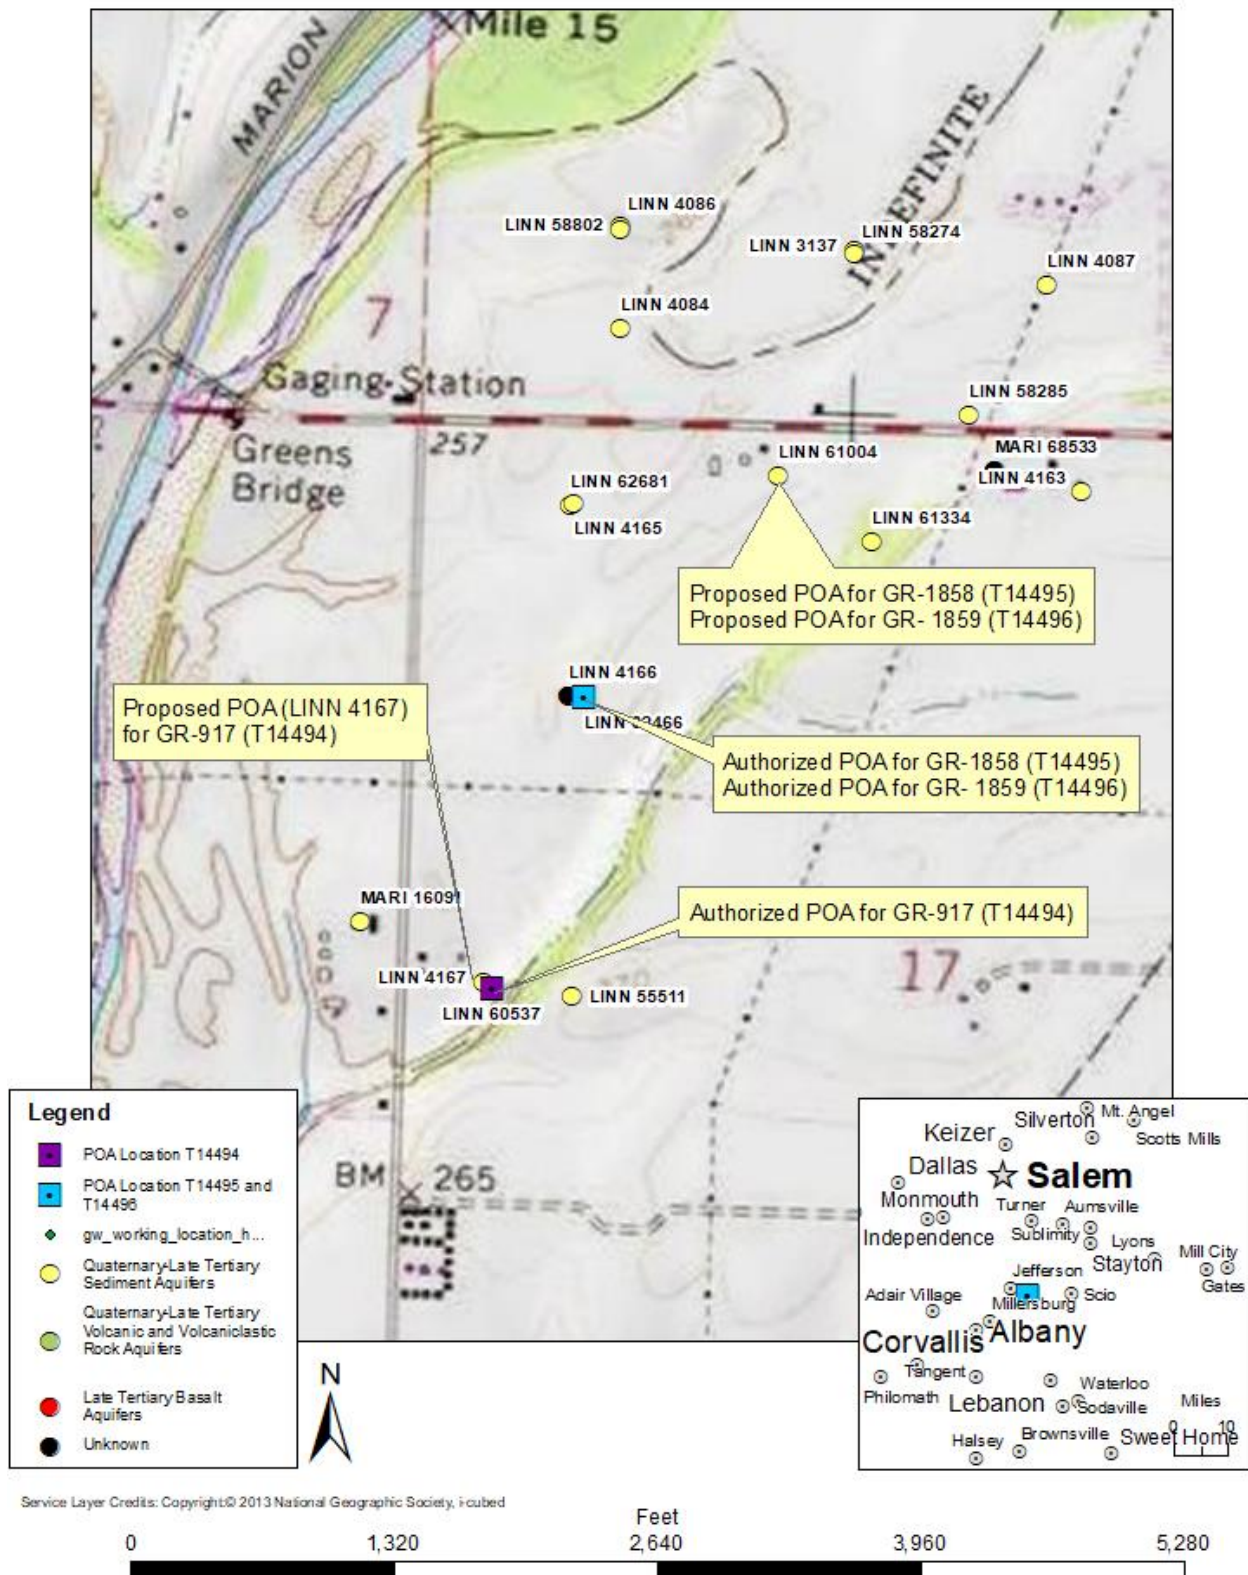 Mile 15
MARION
INDEFINITE
LINN 4086
LINN 58802
LINN 58274
LINN 3137
LINN 4087
LINN 4084
7
Gaging Station
LINN 58285
257
Greens
Bridge
LINN 61004
MARI 68533
LINN 4163
LINN 62681
LINN 4165
LINN 61334
Proposed POA for GR-1858 (T14495)
Proposed POA for GR- 1859 (T14496)
LINN 4166
Proposed POA (LINN 4167)
for GR-917 (T14494)
LINN
Authorized POA for GR-1858 (T14495)
Authorized POA for GR- 1859 (T14496)
MARI 16091
Authorized POA for GR-917 (T14494)
17
LINN 4167
LINN 55511
LINN 60537
BM 265
Legend
POA Location T14494
POA Location T14495 and
T14496
gw_working_location_h...
Quaternary-Late Tertiary
Sediment Aquifers
Quaternary-Late Tertiary
Volcanic and Volcaniclastic
Rock Aquifers
Late Tertiary Basalt
Aquifers
Unknown
N
Silverton
Mt. Angel
Keizer
Scotts Mills
Dallas
Salem
Monmouth
Turner
Aumsville
Independence
Sublimity
Lyons
Mill City
Stayton
Gates
Jefferson
Adair Village
Scio
Millersburg
Corvallis
Albany
Tangent
Philomath
Waterloo
Lebanon
Sodaville
Miles
0 10
Halsey
Brownsville
Sweet Home
Service Layer Credits: Copyright:© 2013 National Geographic Society, i-cubed
Feet
0 1,320 2,640 3,960 5,280